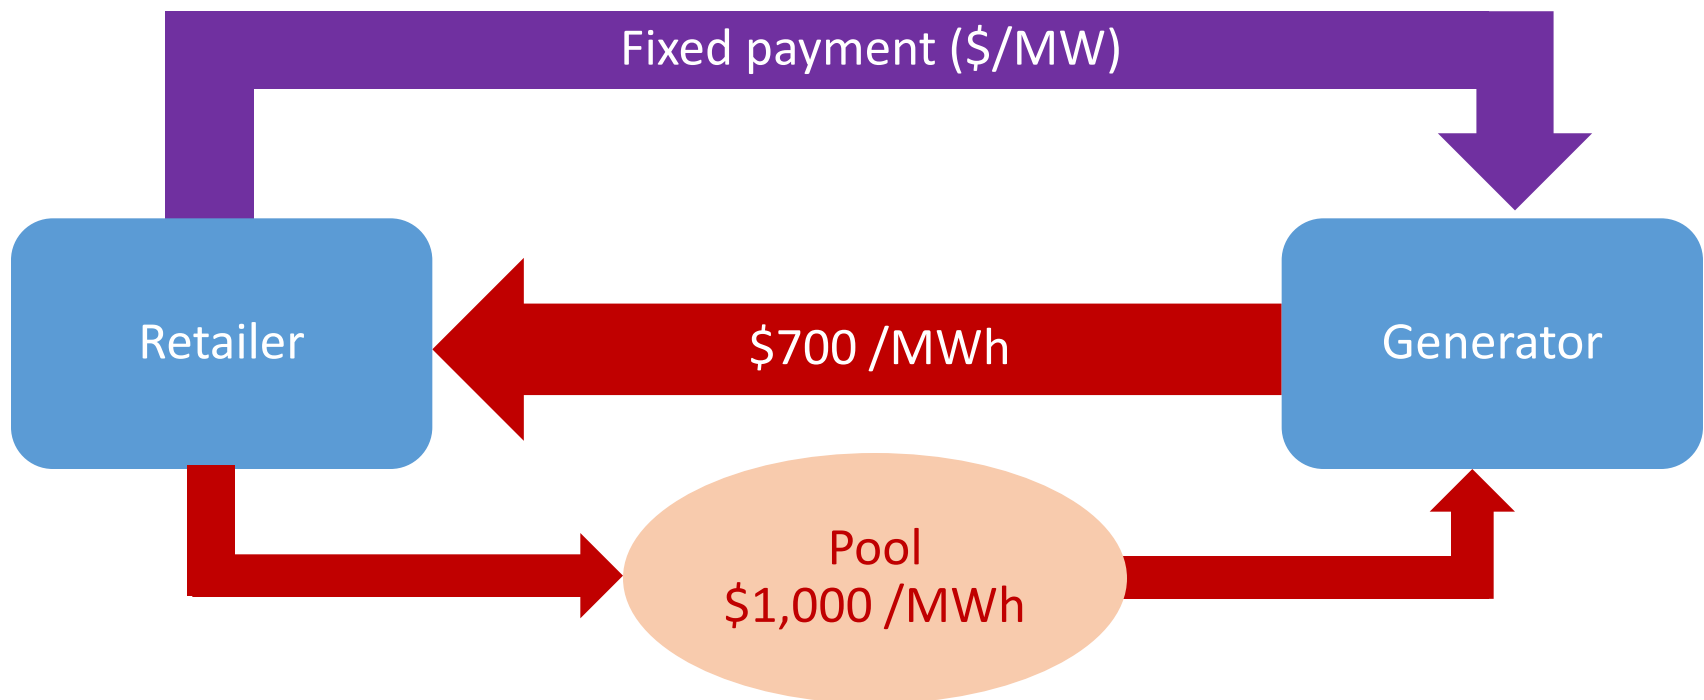 Fixed payment ($/MW)
Retailer
$700 /MWh
Generator
Pool
$1,000 /MWh